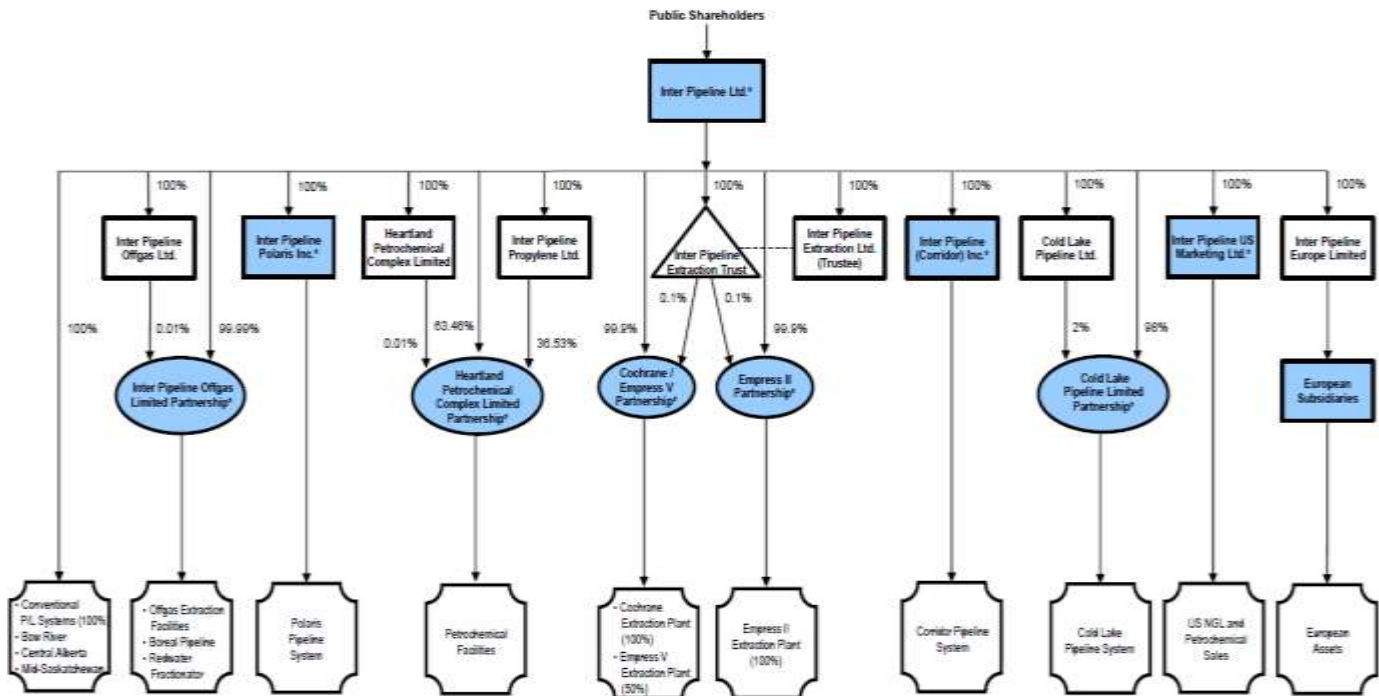 Public Shareholders
Inter Pipeline Ltd.*
100%
100%
100%
100%
100%
100%
100%
100%
100%
100%
Inter Pipeline
Offgas Ltd.
Inter Pipeline
Polaris Inc.*
Heartland
Petrochemical
Complex Limited
Inter Pipeline
Propylene Ltd.
Inter Pipeline
Extraction Trust
Inter Pipeline
Extraction Ltd.
(Trustee)
Inter Pipeline
(Corridor) Inc.*
Cold Lake
Pipeline Ltd.
Inter Pipeline US
Marketing Ltd.*
Inter Pipeline
Europe Limited
100%
0.01%
99.99%
0.01%
63.46%
36.53%
99.9%
0.1%
0.1%
99.9%
2%
98%
Inter Pipeline Offgas
Limited Partnership*
Heartland
Petrochemical
Complex Limited
Partnership*
Cochrane /
Empress V
Partnership*
Empress II
Partnership*
Cold Lake
Pipeline Limited
Partnership*
European
Subsidiaries
• Conventional
P/L Systems (100%
• Bow River
• Central Alberta
• Mid-Saskatchewan
• Offgas Extraction
Facilities
• Boreal Pipeline
• Redwater
Fractionator
Polaris
Pipeline
System
Petrochemical
Facilities
• Cochrane
Extraction Plant
(100%)
• Empress V
Extraction Plant
(50%)
Empress II
Extraction Plant
(100%)
Corridor Pipeline
System
Cold Lake
Pipeline System
US NGL and
Petrochemical
Sales
European
Assets